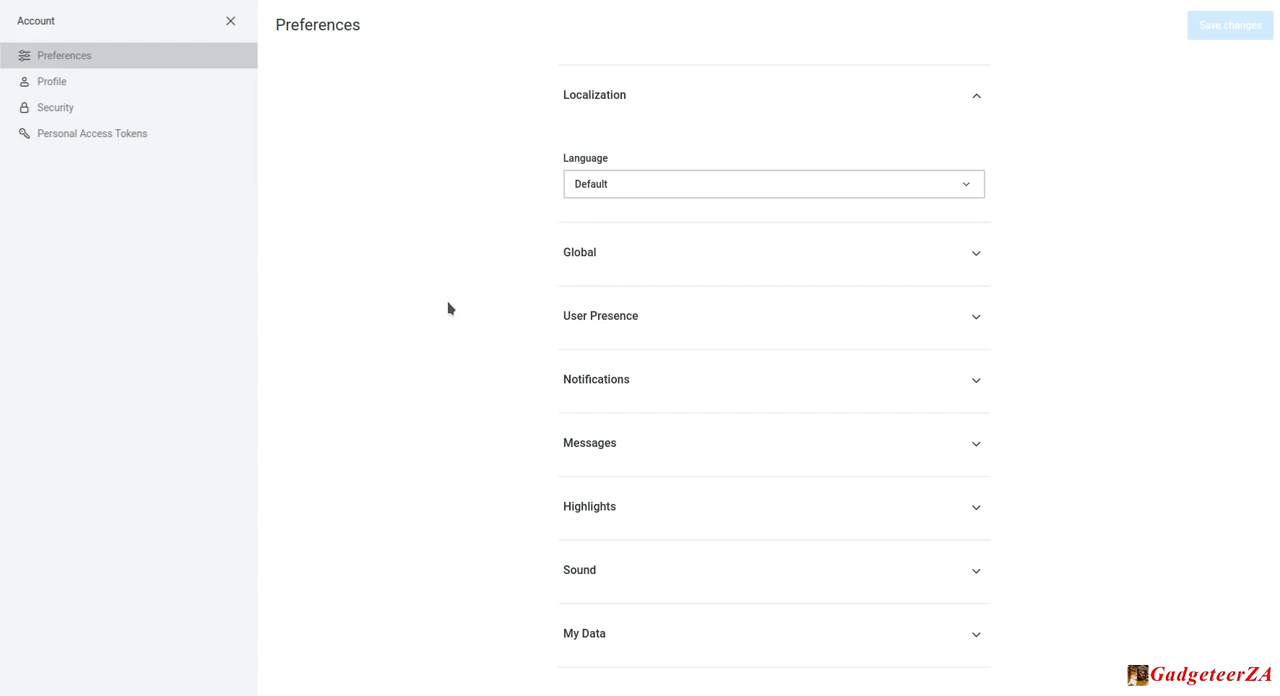 Account
Preferences
Profile
Security
Personal Access Tokens
Preferences
Save changes
Localization
Language
Default
Global
User Presence
Notifications
Messages
Highlights
Sound
My Data
GadgeteerZA